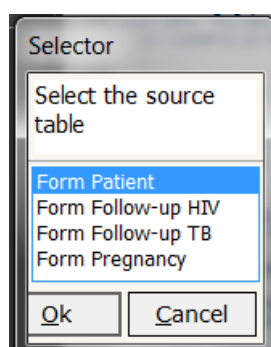 Selector
Select the source
table
Form Patient
Form Follow-up HIV
Form Follow-up TB
Form Pregnancy
Ok
Cancel